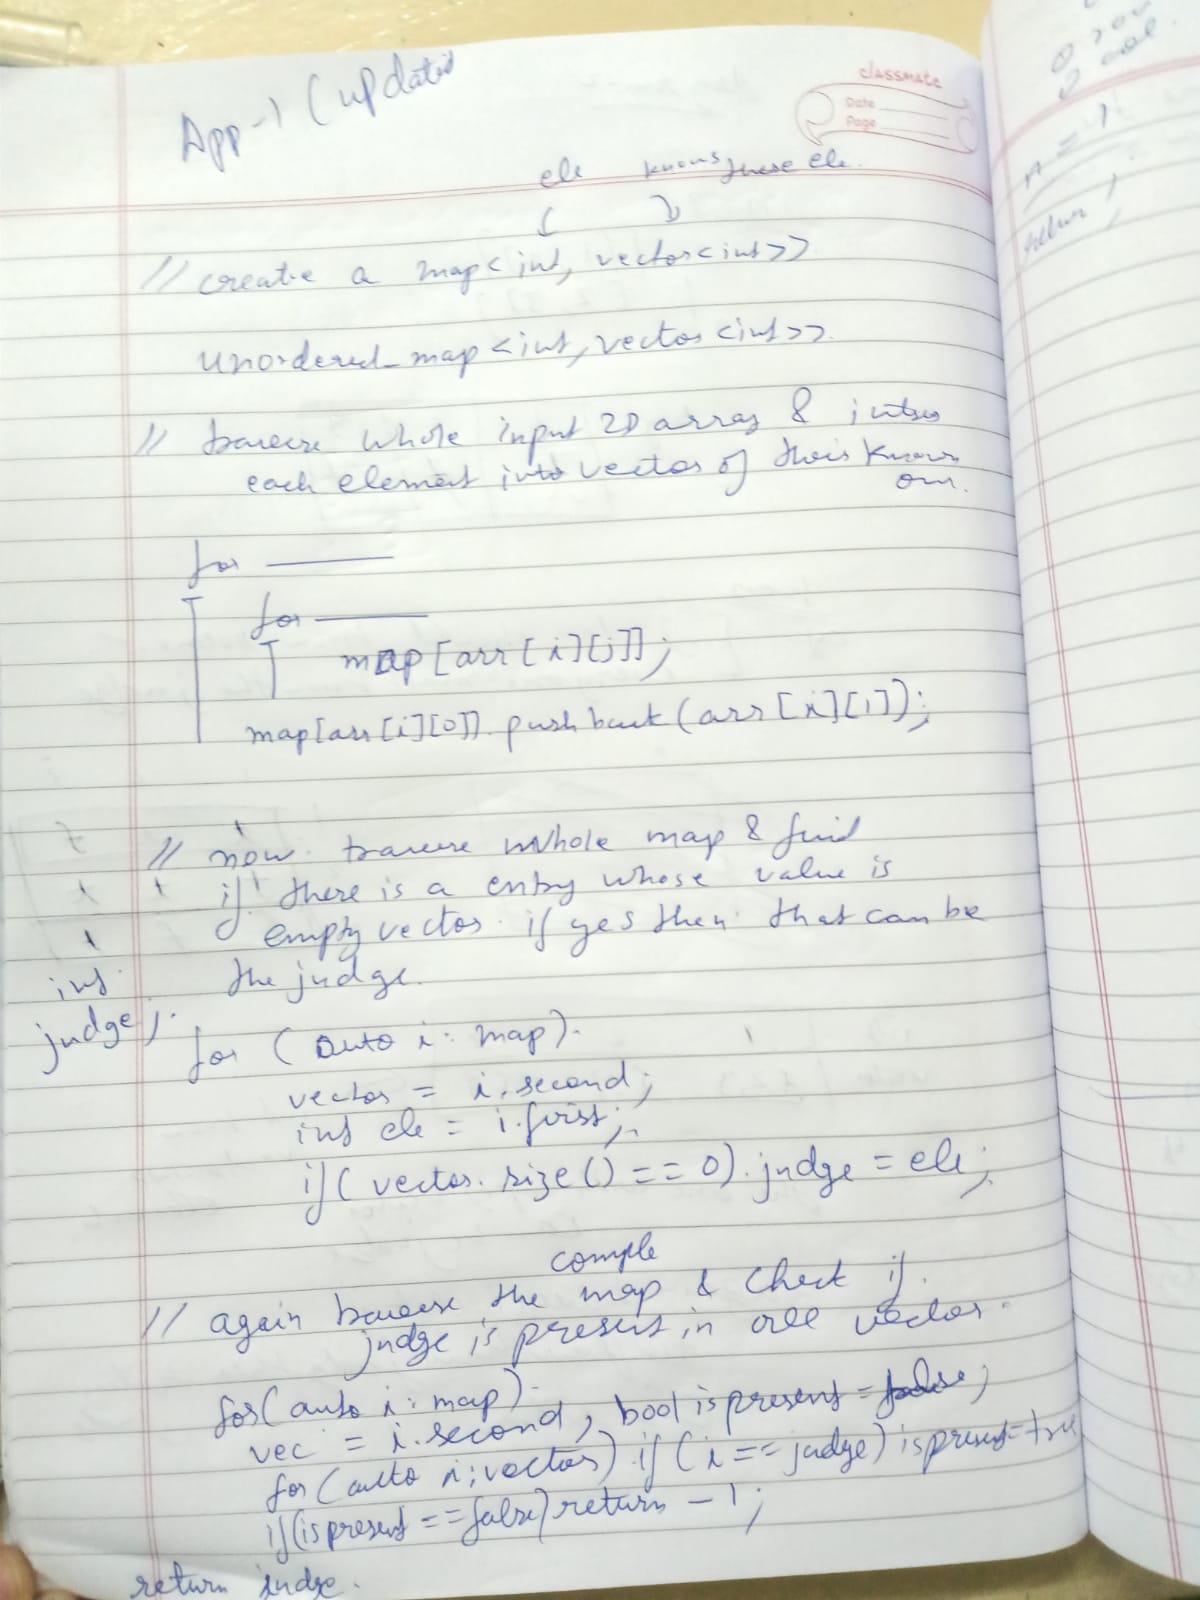 App-1 (updated
classmate
Date
Page
ele knows these ele.
// create a map<int, vector<int>>
unordered_map<int, vector<int>>
// traverse whole input 2D array & inter
each element into vector of their known
one.
for
for
map[arr[i][j]];
map[arr[i][0]].pushback(arr[i][1]);
// now traverse whole map & find
if there is a entry whose value is
empty vector. if yes then that can be
the judge.
int
judge;
for (auto i: map).
vector = i.second;
int ele = i.first;
if(vector.size() == 0).judge = ele;
comple
// again traverse the map & check if
judge is present in all vector.
for(auto i: map).
vec = i.second, bool ispresent = false;
for(auto i: vector) if (i == judge) ispresent = true
if(ispresent == false) return -1;
return judge.
n = 1
return 1